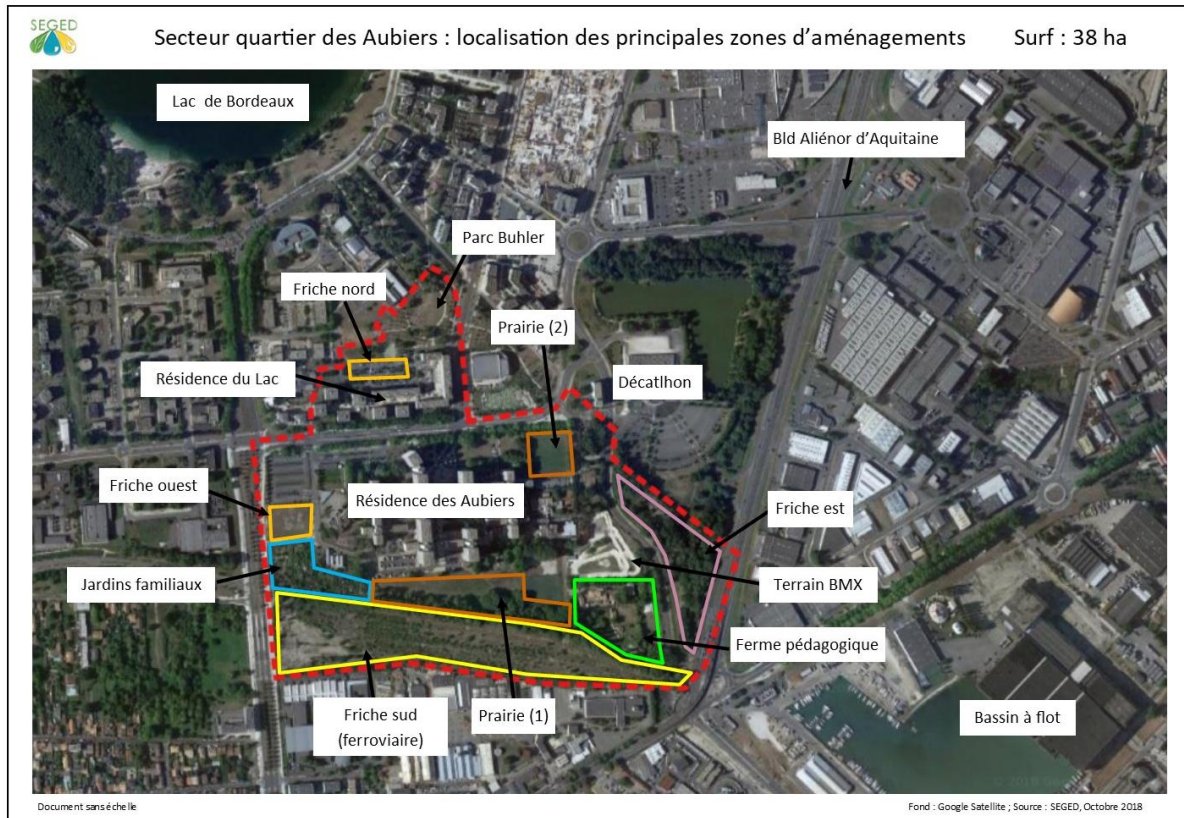 SEGED
Secteur quartier des Aubiers : localisation des principales zones d’aménagements Surf : 38 ha
Lac de Bordeaux
Bld Aliénor d’Aquitaine
Parc Buhler
Friche nord
Prairie (2)
Résidence du Lac
Décatlhon
Friche ouest
Résidence des Aubiers
Friche est
Jardins familiaux
Terrain BMX
Ferme pédagogique
Friche sud
(ferroviaire)
Prairie (1)
Bassin à flot
Document sans échelle
Fond : Google Satellite ; Source : SEGED, Octobre 2018